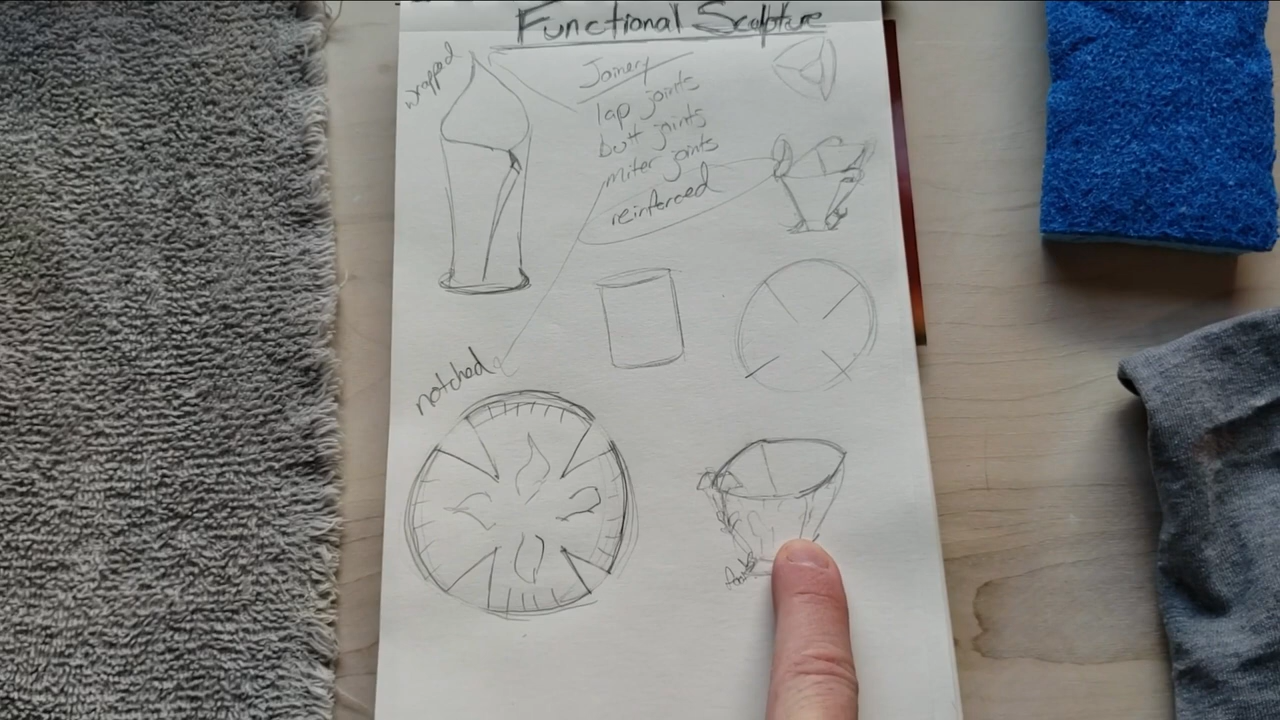 Functional Sculpture
wrapped
Joinery
lap joints
butt joints
miter joints
reinforced
notched